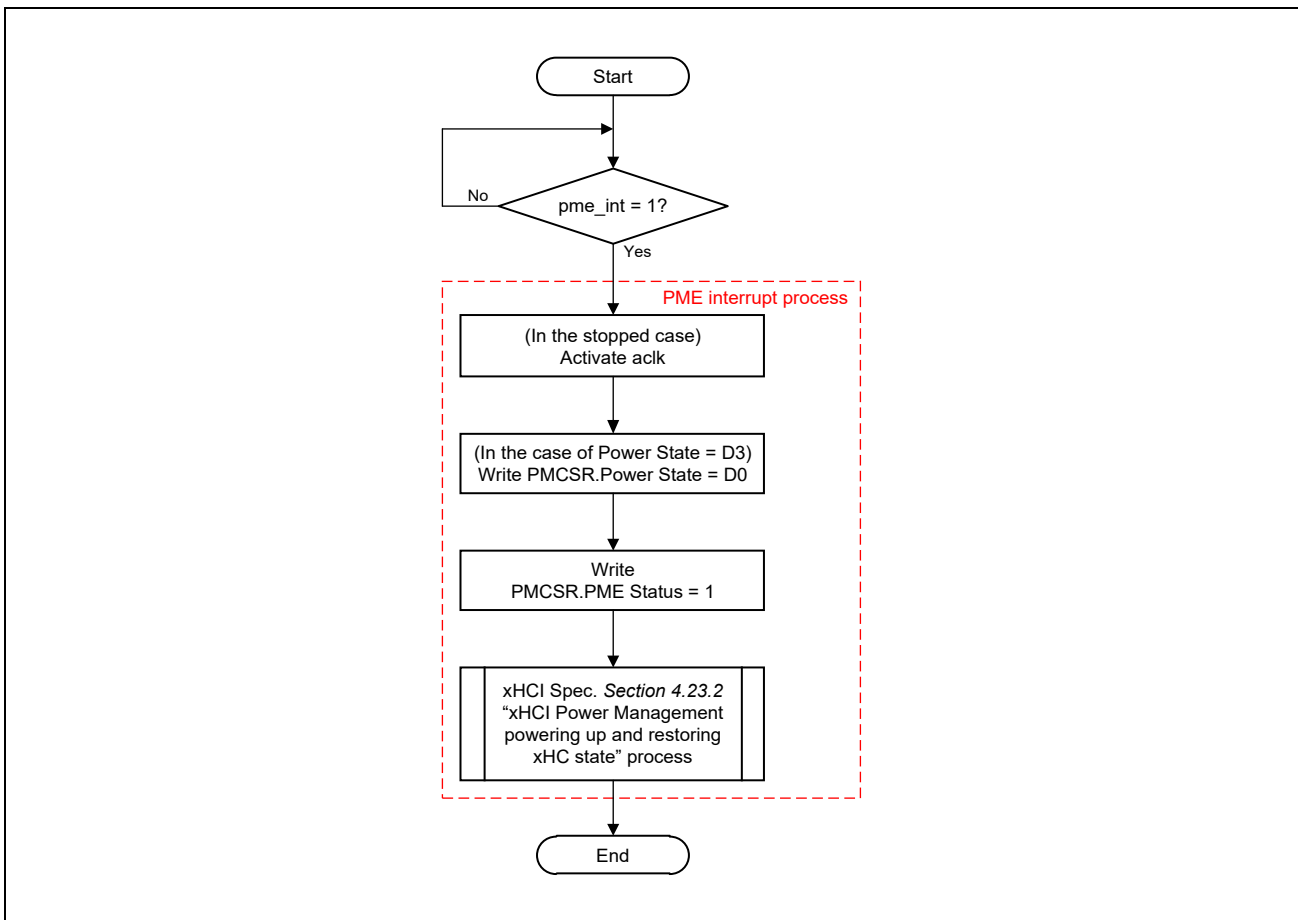 Start
No
pme_int = 1?
Yes
PME interrupt process
(In the stopped case)
Activate aclk
(In the case of Power State = D3)
Write PMCSR.Power State = D0
Write
PMCSR.PME Status = 1
xHCI Spec. Section 4.23.2
“xHCI Power Management
powering up and restoring
xHC state” process
End